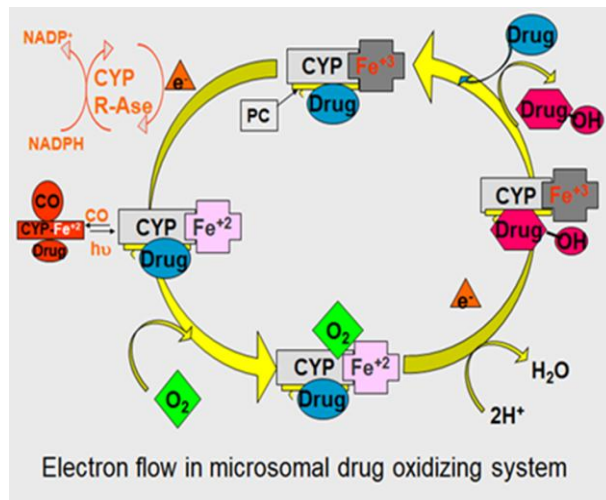 NADP⁺
CYP
R-Ase
e⁻
NADPH
CYP
Fe⁺³
Drug
PC
Drug
Drug
OH
CO
CYP-Fe⁺²
Drug
CO
hυ
CYP
Fe⁺²
Drug
CYP
Fe⁺³
Drug
OH
e⁻
O₂
CYP
Fe⁺²
Drug
O₂
H₂O
2H⁺
Electron flow in microsomal drug oxidizing system